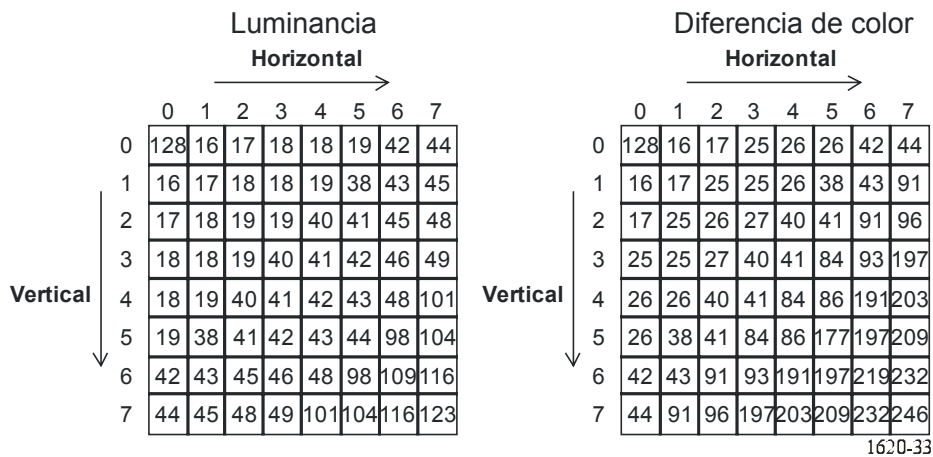 Luminancia
Horizontal
0 1 2 3 4 5 6 7
0 128 16 17 18 18 19 42 44
1 16 17 18 18 19 38 43 45
2 17 18 19 19 40 41 45 48
3 18 18 19 40 41 42 46 49
Vertical
4 18 19 40 41 42 43 48 101
5 19 38 41 42 43 44 98 104
6 42 43 45 46 48 98 109 116
7 44 45 48 49 101 104 116 123
Diferencia de color
Horizontal
0 1 2 3 4 5 6 7
0 128 16 17 25 26 26 42 44
1 16 17 25 25 26 38 43 91
2 17 25 26 27 40 41 91 96
3 25 25 27 40 41 84 93 197
Vertical
4 26 26 40 41 84 86 191 203
5 26 38 41 84 86 177 197 209
6 42 43 91 93 191 197 219 232
7 44 91 96 197 203 209 232 246
1620-33